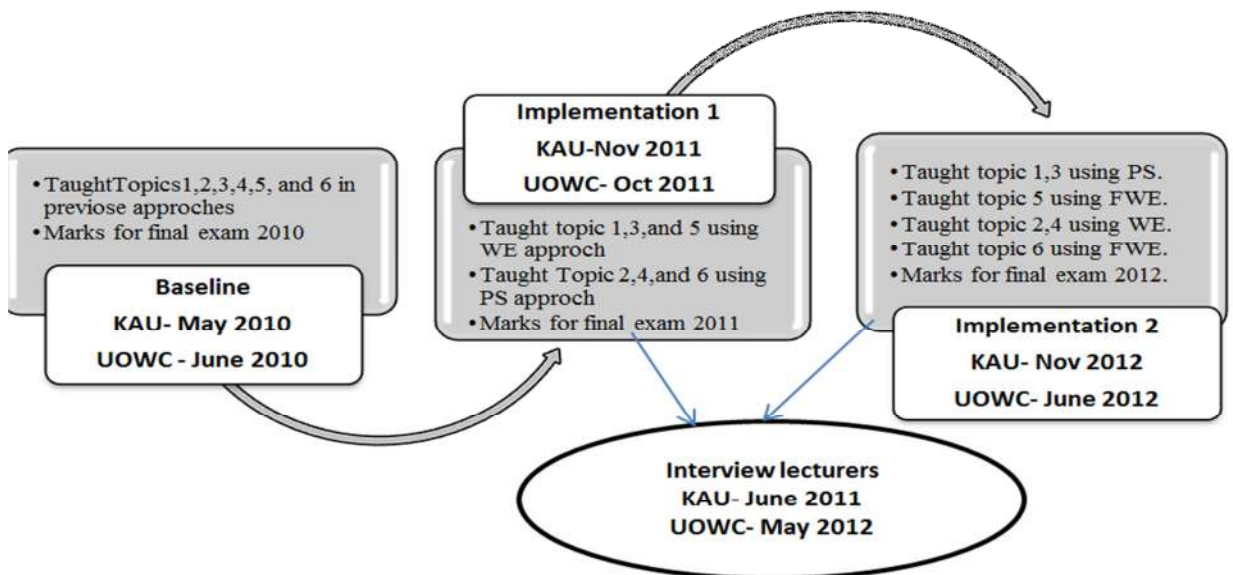 •TaughtTopics1,2,3,4,5, and 6 in
previose approches
•Marks for final exam 2010
Baseline
KAU- May 2010
UOWC - June 2010
Implementation 1
KAU-Nov 2011
UOWC- Oct 2011
•Taught topic 1,3,and 5 using
WE approch
•Taught Topic 2,4,and 6 using
PS approch
•Marks for final exam 2011
•Taught topic 1,3 using PS.
•Taught topic 5 using FWE.
•Taught topic 2,4 using WE.
•Taught topic 6 using FWE.
•Marks for final exam 2012.
Implementation 2
KAU- Nov 2012
UOWC- June 2012
Interview lecturers
KAU- June 2011
UOWC- May 2012